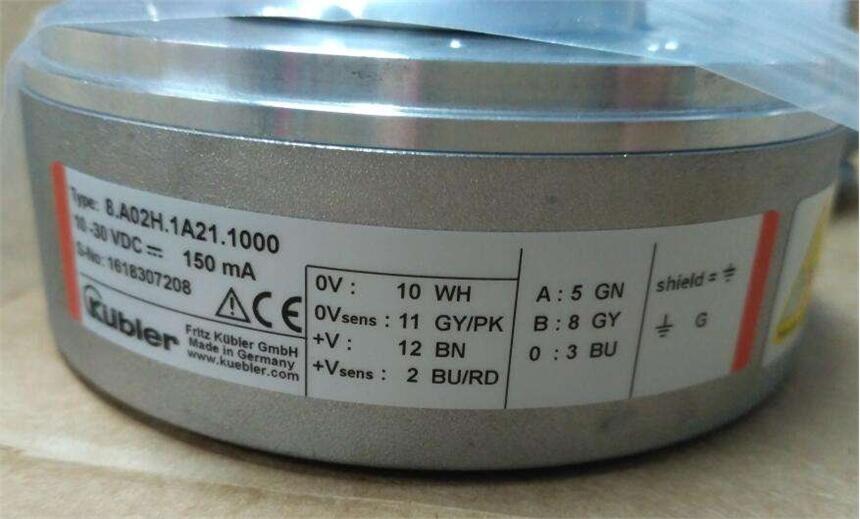 Type: 8.A02H.1A21.1000
10-30 VDC ⎓ 150 mA
S-No: 1618307208
CE
Kübler
Fritz Kübler GmbH
Made in Germany
www.kuebler.com
0V : 10 WH
0Vsens : 11 GY/PK
+V : 12 BN
+Vsens : 2 BU/RD
A : 5 GN
B : 8 GY
0 : 3 BU
shield = ⏚
⏚ G